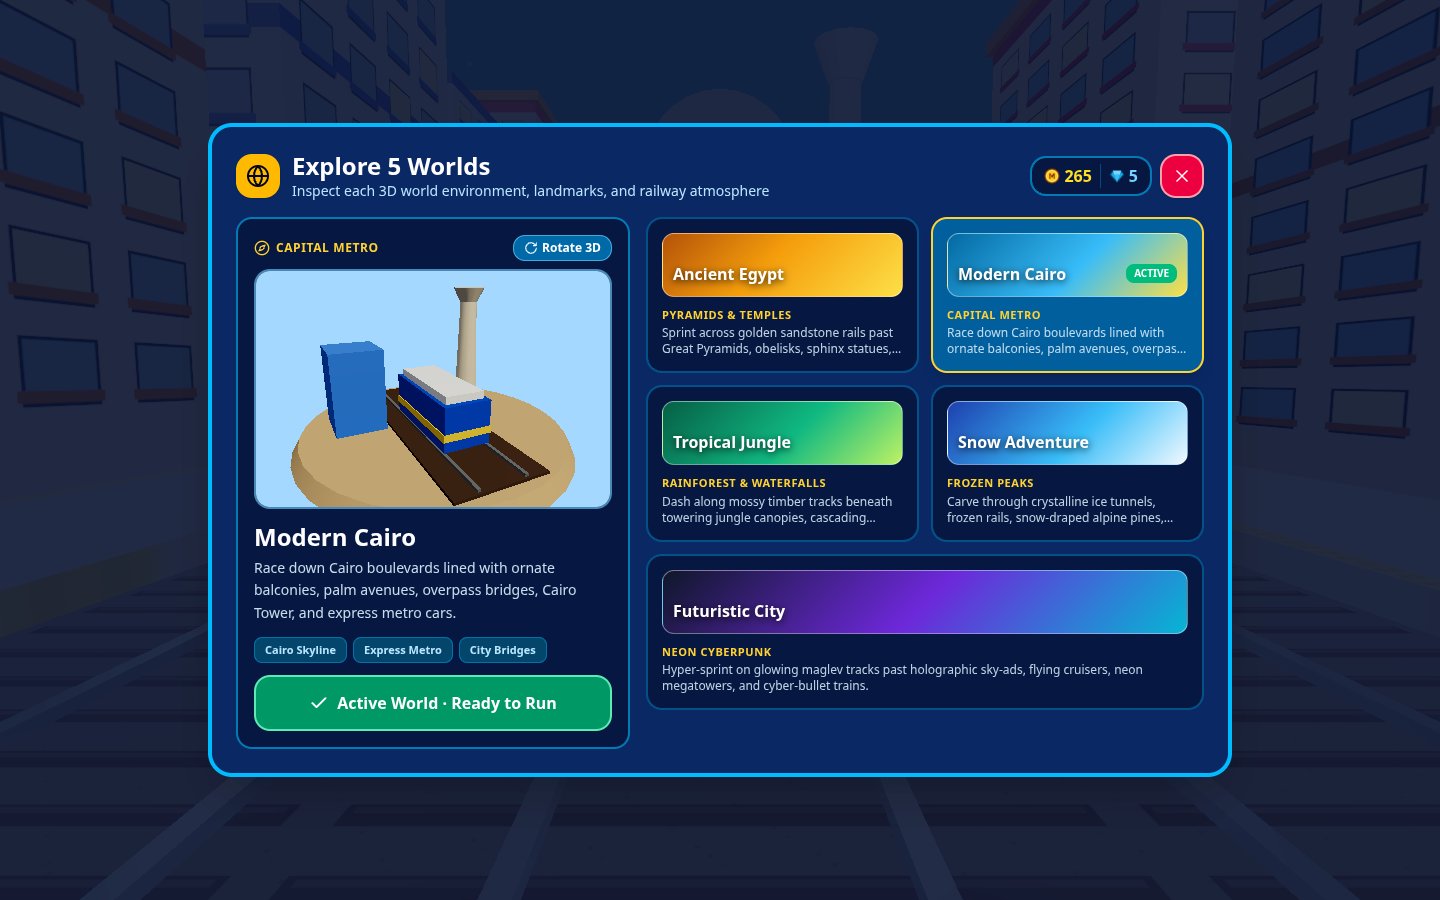 Explore 5 Worlds
Inspect each 3D world environment, landmarks, and railway atmosphere
265
5
CAPITAL METRO
Rotate 3D
Modern Cairo
Race down Cairo boulevards lined with ornate
balconies, palm avenues, overpass bridges, Cairo
Tower, and express metro cars.
Cairo Skyline
Express Metro
City Bridges
Active World · Ready to Run
Ancient Egypt
PYRAMIDS & TEMPLES
Sprint across golden sandstone rails past
Great Pyramids, obelisks, sphinx statues,...
Modern Cairo
ACTIVE
CAPITAL METRO
Race down Cairo boulevards lined with
ornate balconies, palm avenues, overpas...
Tropical Jungle
RAINFOREST & WATERFALLS
Dash along mossy timber tracks beneath
towering jungle canopies, cascading...
Snow Adventure
FROZEN PEAKS
Carve through crystalline ice tunnels,
frozen rails, snow-draped alpine pines,...
Futuristic City
NEON CYBERPUNK
Hyper-sprint on glowing maglev tracks past holographic sky-ads, flying cruisers, neon
megatowers, and cyber-bullet trains.